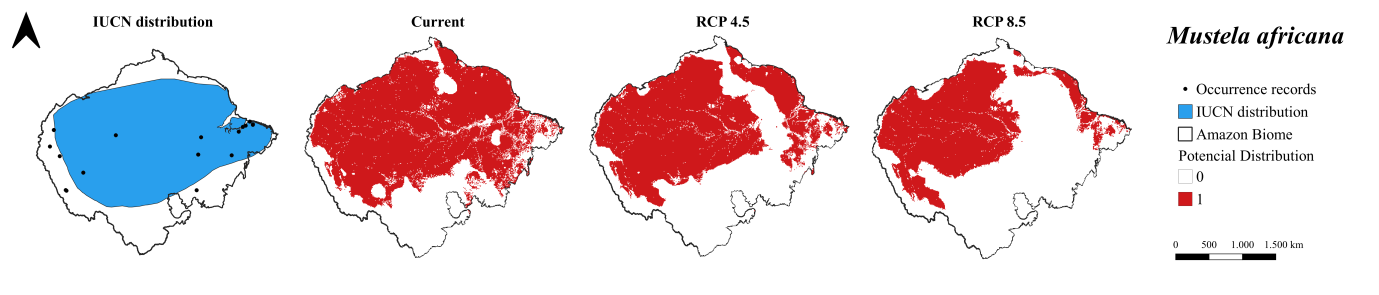 IUCN distribution
Current
RCP 4.5
RCP 8.5
Mustela africana
Occurrence records
IUCN distribution
Amazon Biome
Potencial Distribution
0
1
0 500 1.000 1.500 km